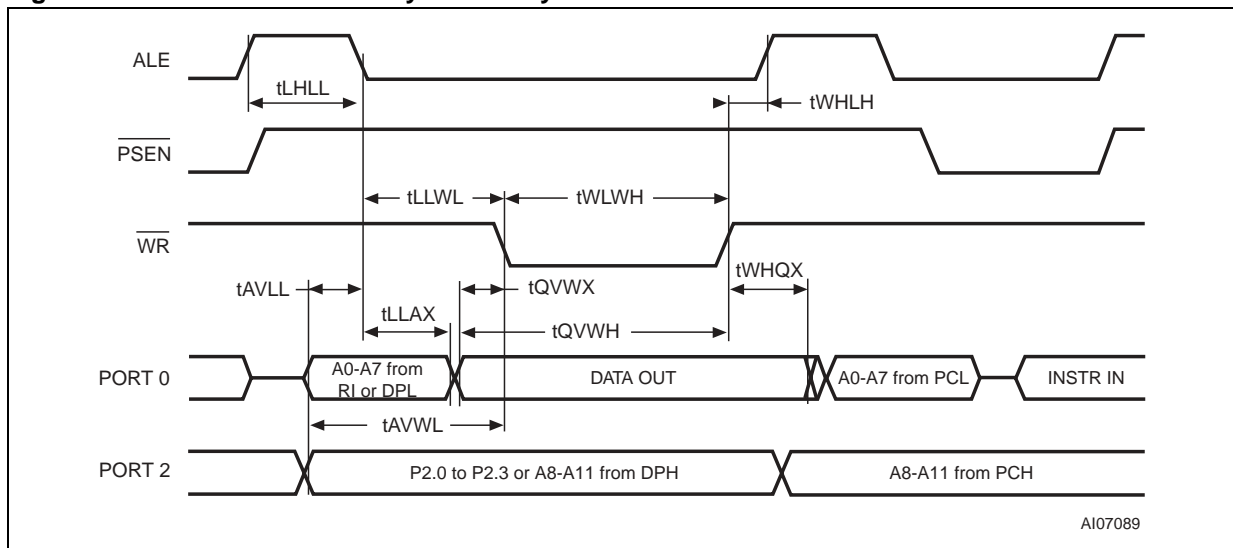 ALE
tLHLL
tWHLH
PSEN
tLLWL
tWLWH
WR
tWHQX
tAVLL
tQVWX
tLLAX
tQVWH
PORT 0
A0-A7 from
RI or DPL
DATA OUT
A0-A7 from PCL
INSTR IN
tAVWL
PORT 2
P2.0 to P2.3 or A8-A11 from DPH
A8-A11 from PCH
AI07089